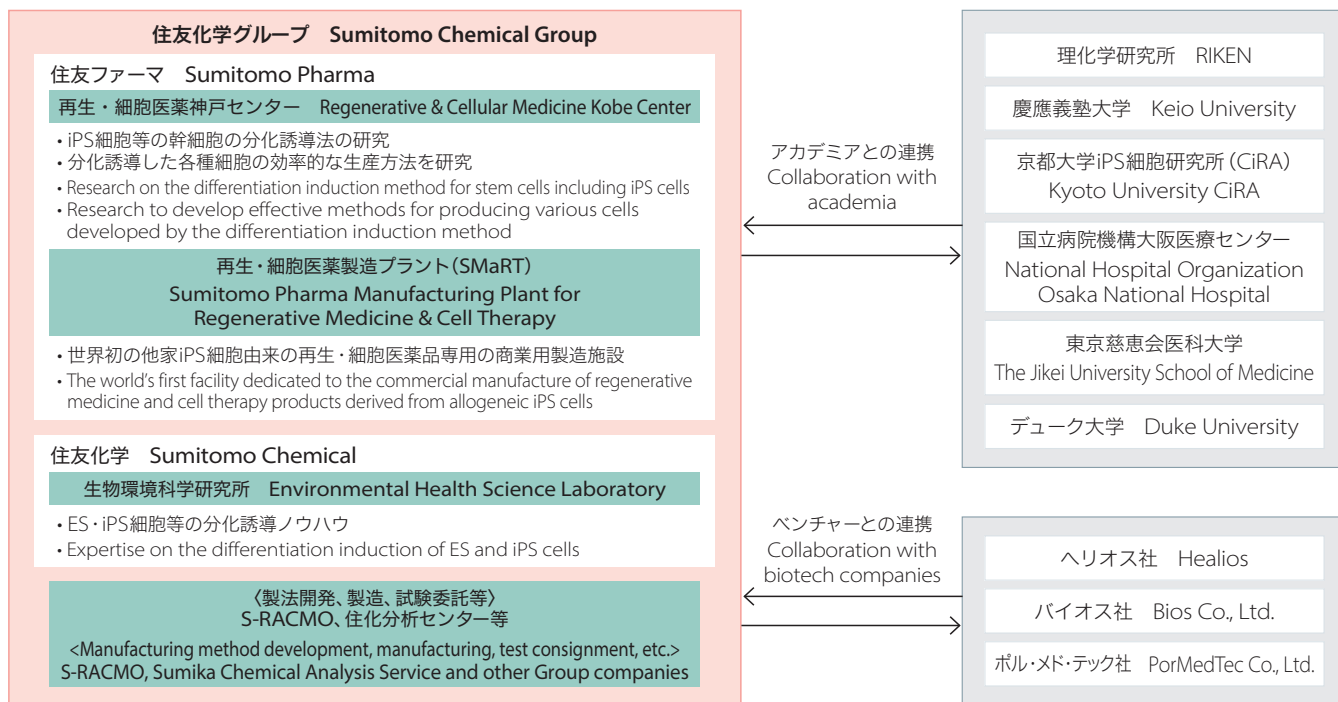 住友化学グループ Sumitomo Chemical Group
住友ファーマ Sumitomo Pharma
再生・細胞医薬神戸センター Regenerative & Cellular Medicine Kobe Center
• iPS細胞等の幹細胞の分化誘導法の研究
• 分化誘導した各種細胞の効率的な生産方法を研究
• Research on the differentiation induction method for stem cells including iPS cells
• Research to develop effective methods for producing various cells
developed by the differentiation induction method
再生・細胞医薬製造プラント(SMaRT)
Sumitomo Pharma Manufacturing Plant for
Regenerative Medicine & Cell Therapy
• 世界初の他家iPS細胞由来の再生・細胞医薬品専用の商業用製造施設
• The world's first facility dedicated to the commercial manufacture of regenerative
medicine and cell therapy products derived from allogeneic iPS cells
住友化学 Sumitomo Chemical
生物環境科学研究所 Environmental Health Science Laboratory
• ES・iPS細胞等の分化誘導ノウハウ
• Expertise on the differentiation induction of ES and iPS cells
〈製法開発、製造、試験委託等〉
S-RACMO、住化分析センター等
<Manufacturing method development, manufacturing, test consignment, etc.>
S-RACMO, Sumika Chemical Analysis Service and other Group companies
アカデミアとの連携
Collaboration with
academia
理化学研究所 RIKEN
慶應義塾大学 Keio University
京都大学iPS細胞研究所(CiRA)
Kyoto University CiRA
国立病院機構大阪医療センター
National Hospital Organization
Osaka National Hospital
東京慈恵会医科大学
The Jikei University School of Medicine
デューク大学 Duke University
ベンチャーとの連携
Collaboration with
biotech companies
ヘリオス社 Healios
バイオス社 Bios Co., Ltd.
ポル・メド・テック社 PorMedTec Co., Ltd.